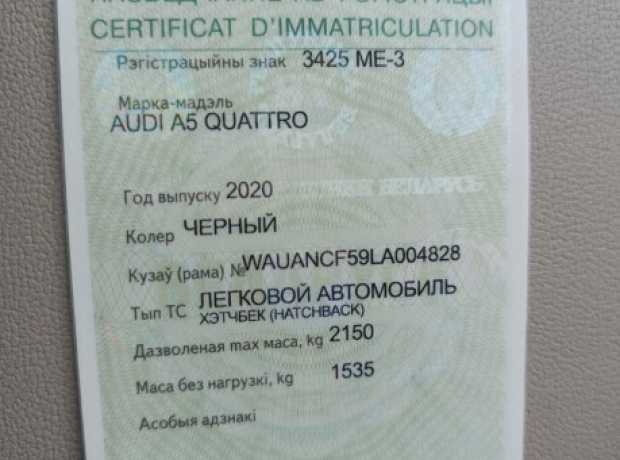 CERTIFICAT D'IMMATRICULATION
Рэгістрацыйны знак 3425 ME-3
Марка-мадэль
AUDI A5 QUATTRO
Год выпуску 2020
БЕЛАРУСЬ
Колер ЧЕРНЫЙ
Кузаў (рама) № WAUANCF59LA004828
Тып ТС ЛЕГКОВОЙ АВТОМОБИЛЬ
ХЭТЧБЕК (HATCHBACK)
Дазволеная max маса, kg 2150
Маса без нагрузкі, kg 1535
Асобыя адзнакі